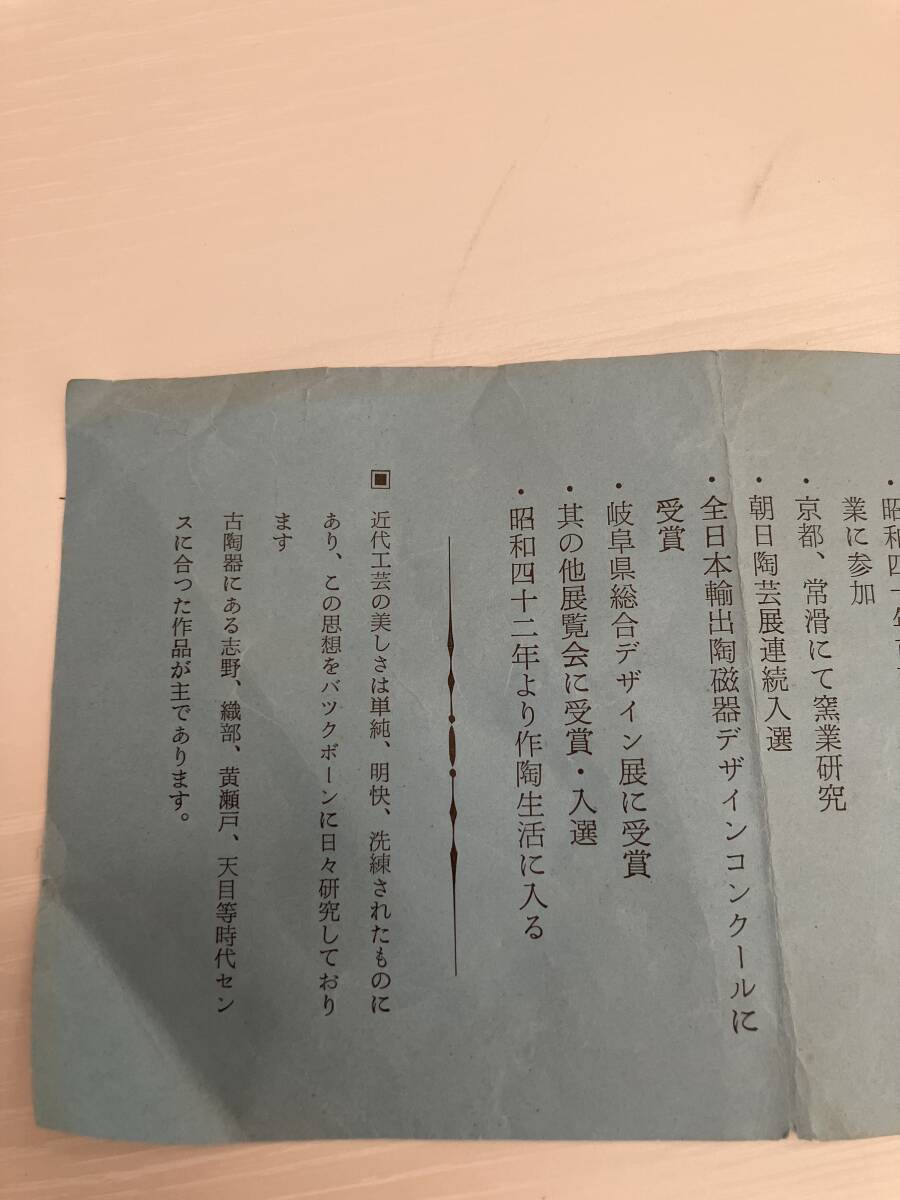 ・昭和四十年
業に参加
・京都、常滑にて窯業研究
・朝日陶芸展連続入選
・全日本輸出陶磁器デザインコンクールに
受賞
・岐阜県総合デザイン展に受賞
・其の他展覧会に受賞・入選
・昭和四十二年より作陶生活に入る
▣ 近代工芸の美しさは単純、明快、洗練されたものに
あり、この思想をバツクボーンに日々研究しており
ます
古陶器にある志野、織部、黄瀬戸、天目等時代セン
スに合つた作品が主であります。